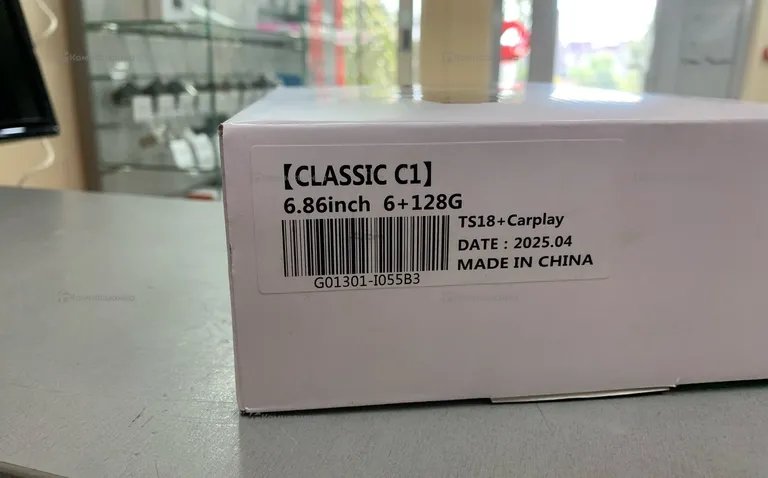 【CLASSIC C1】
6.86inch 6+128G
TS18+Carplay
DATE : 2025.04
MADE IN CHINA
G01301-I055B3